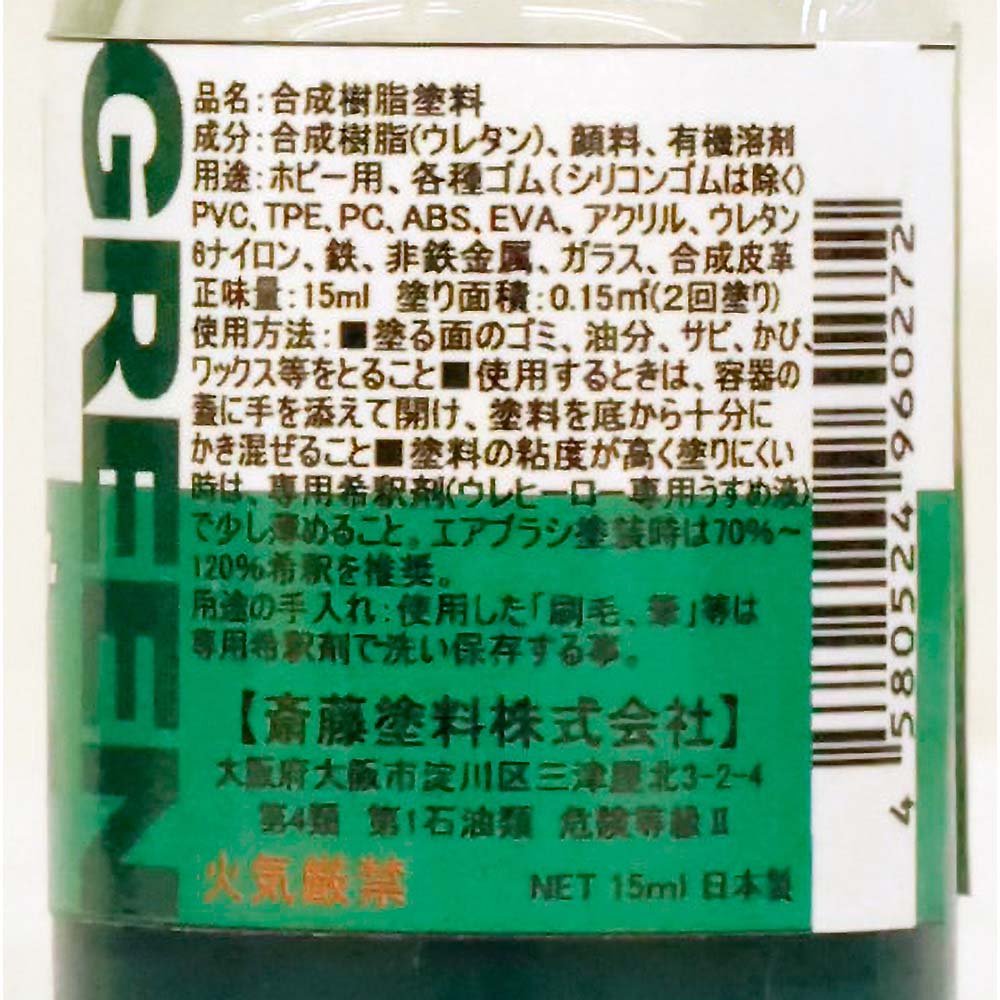 GREEN
品名:合成樹脂塗料
成分:合成樹脂(ウレタン)、顔料、有機溶剤
用途:ホビー用、各種ゴム(シリコンゴムは除く)
PVC、TPE、PC、ABS、EVA、アクリル、ウレタン
6ナイロン、鉄、非鉄金属、ガラス、合成皮革
正味量:15ml 塗り面積:0.15㎡(2回塗り)
使用方法:■塗る面のゴミ、油分、サビ、かび、
ワックス等をとること■使用するときは、容器の
蓋に手を添えて開け、塗料を底から十分に
かき混ぜること■塗料の粘度が高く塗りにくい
時は、専用希釈剤(ウレヒーロー専用うすめ液)
で少し薄めること。エアブラシ塗装時は70%～
120%希釈を推奨。
用途の手入れ:使用した「刷毛、筆」等は
専用希釈剤で洗い保存する事。
【斎藤塗料株式会社】
大阪府大阪市淀川区三津屋北3-2-4
第4類 第1石油類 危険等級Ⅱ
火気厳禁
NET 15ml 日本製
4580524960272